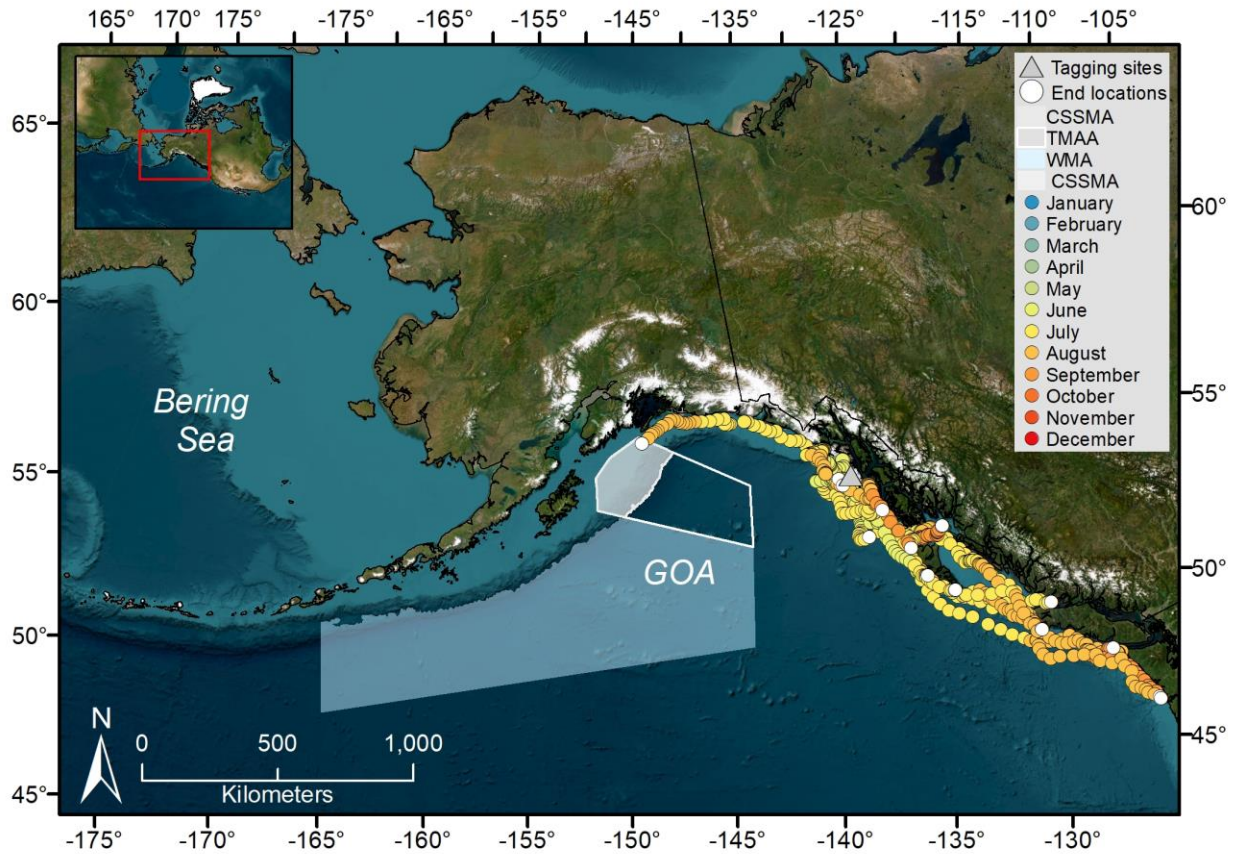 165° 170° 175° -175° -165° -155° -144° -135° -124° -115° -110° -105°
Tagging sites
End locations
CSSMA
TMAA
WMA
CSSMA
January
February
March
April
May
June
July
August
September
October
November
December
65°
60°
55°
50°
45°
60°
55°
50°
45°
Bering
Sea
GOA
N
0 500 1,000
Kilometers
-175° -170° -165° -160° -155° -150° -145° -140° -135° -130°